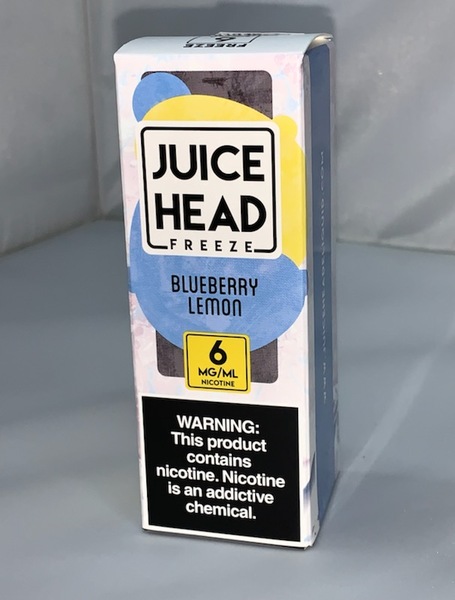 FREEZE
JUICE
HEAD
FREEZE
BLUEBERRY
LEMON
6
MG/ML
NICOTINE
WARNING:
This product
contains
nicotine. Nicotine
is an addictive
chemical.